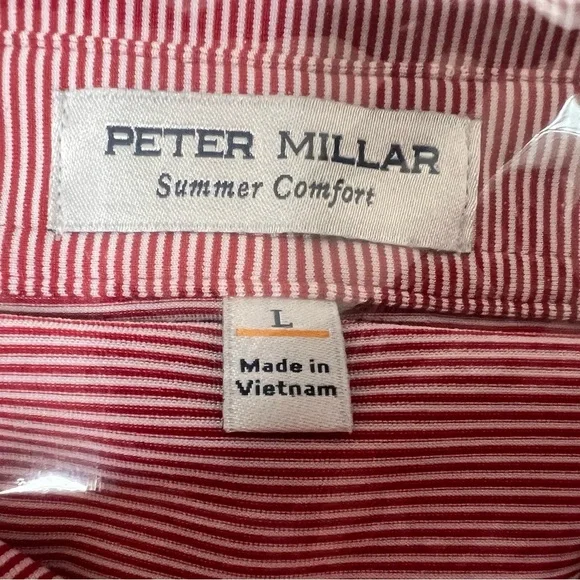 PETER MILLAR
Summer Comfort
L
Made in
Vietnam